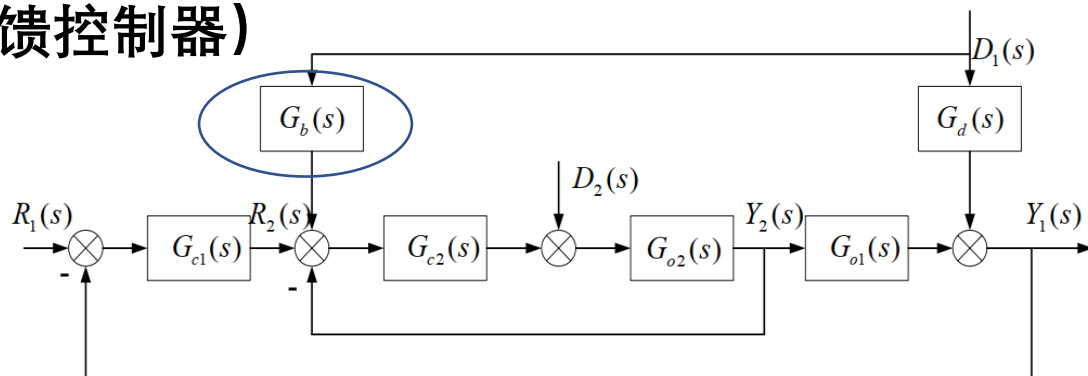 馈控制器)
D₁(s)
G_b(s)
G_d(s)
D₂(s)
R₁(s)
R₂(s)
Y₂(s)
Y₁(s)
G_c1(s)
G_c2(s)
G_o2(s)
G_o1(s)
-
-